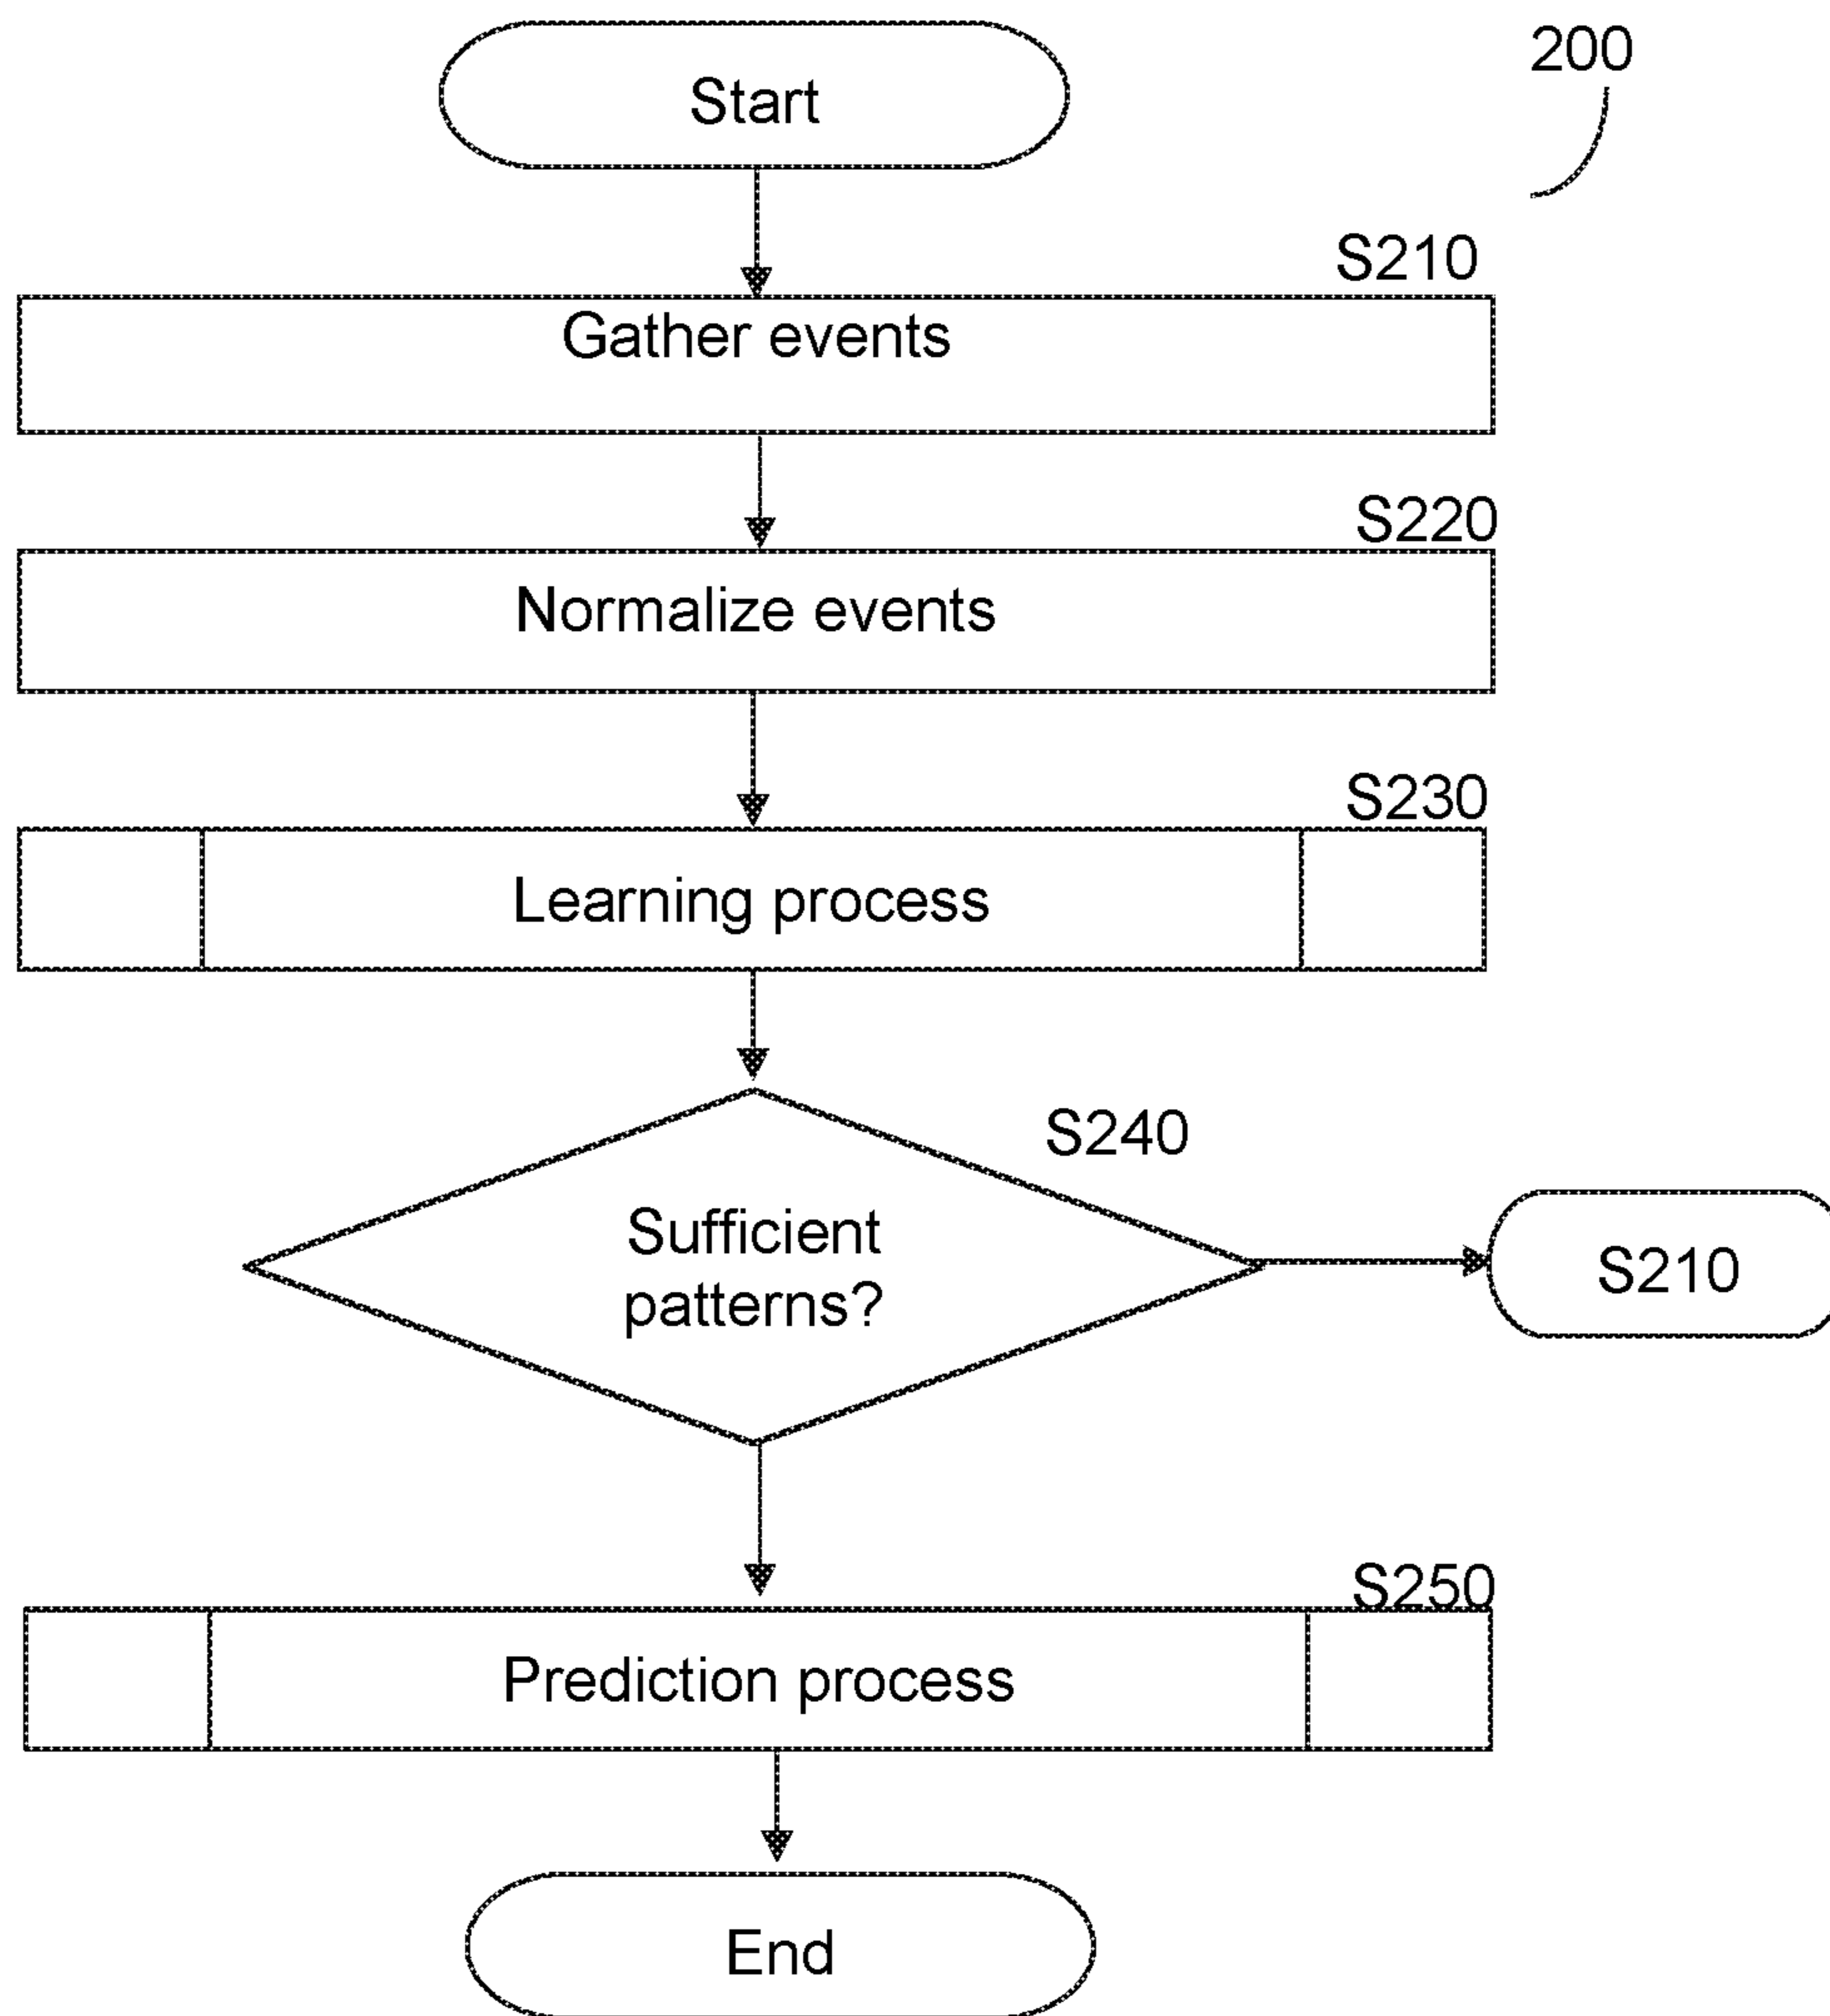 Start
200
S210
Gather events
S220
Normalize events
S230
Learning process
S240
Sufficient
patterns?
S210
S250
Prediction process
End